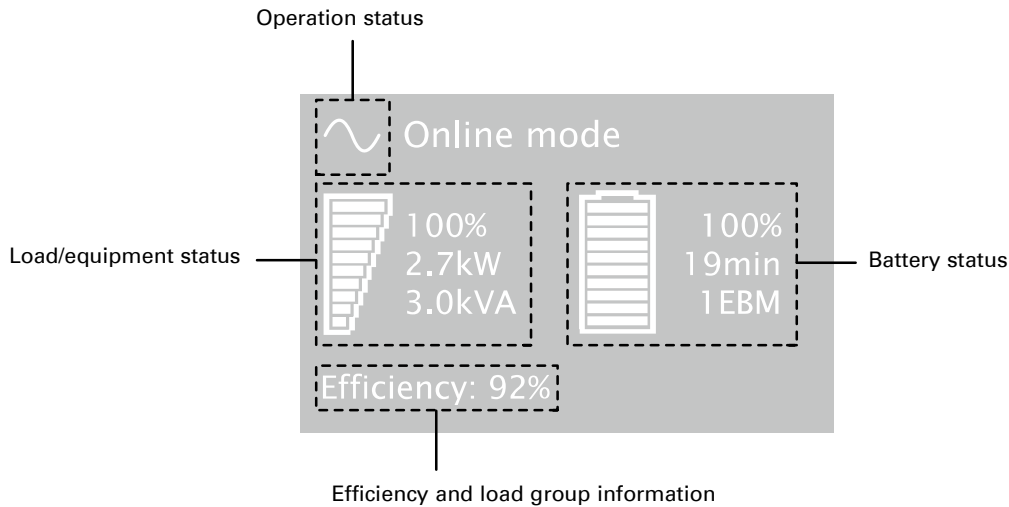 Operation status
Online mode
Load/equipment status
100%
2.7kW
3.0kVA
100%
19min
1EBM
Battery status
Efficiency: 92%
Efficiency and load group information